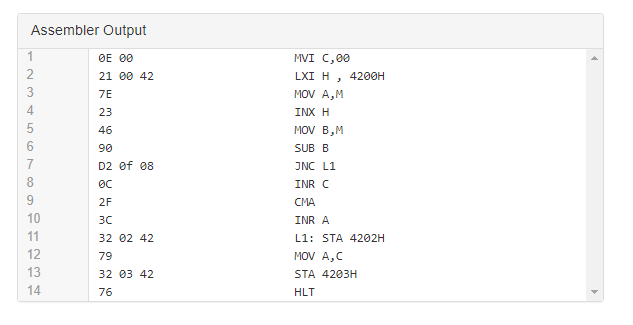 Assembler Output
1 0E 00 MVI C,00
2 21 00 42 LXI H , 4200H
3 7E MOV A,M
4 23 INX H
5 46 MOV B,M
6 90 SUB B
7 D2 0f 08 JNC L1
8 0C INR C
9 2F CMA
10 3C INR A
11 32 02 42 L1: STA 4202H
12 79 MOV A,C
13 32 03 42 STA 4203H
14 76 HLT